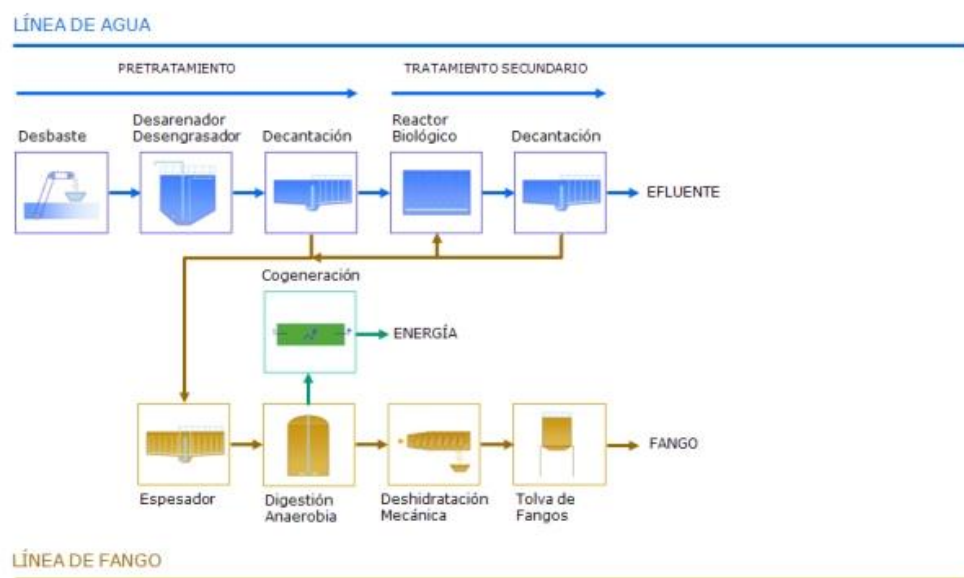 LÍNEA DE AGUA
PRETRATAMIENTO
TRATAMIENTO SECUNDARIO
Desbaste
Desarenador
Desengrasador
Decantación
Reactor
Biológico
Decantación
EFLUENTE
Cogeneración
ENERGÍA
FANGO
Espesador
Digestión
Anaerobia
Deshidratación
Mecánica
Tolva de
Fangos
LÍNEA DE FANGO